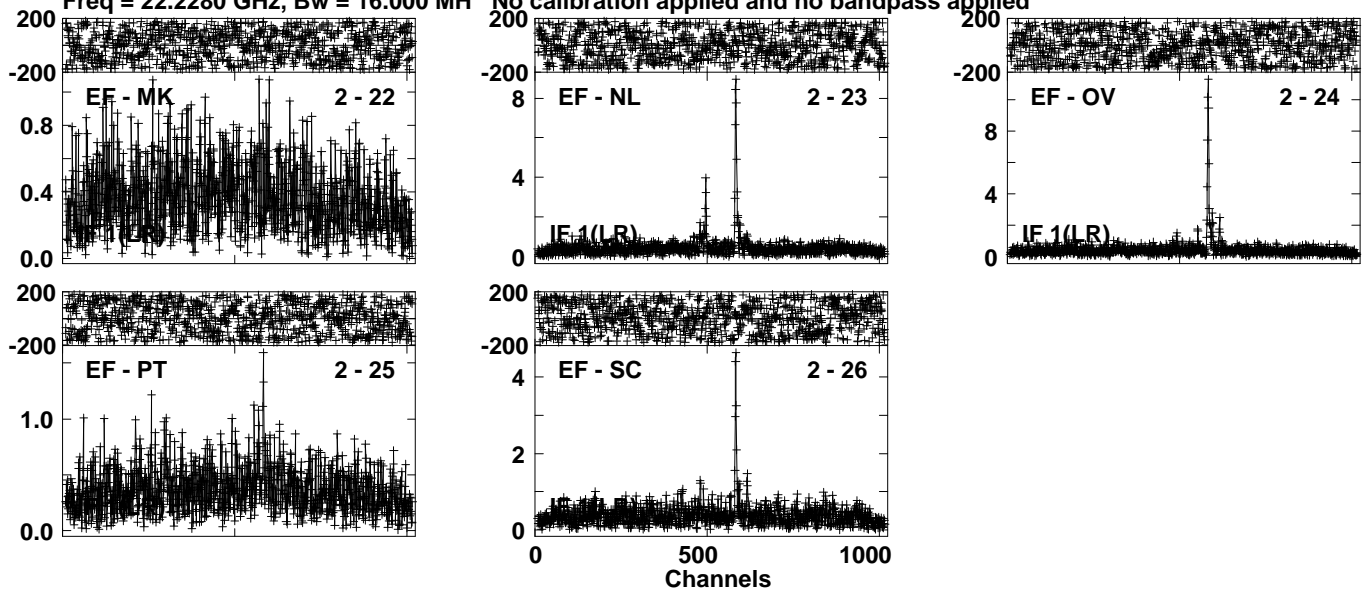 Freq = 22.2280 GHz, Bw = 16.000 MH No calibration applied and no bandpass applied
200
-200
EF - MK 2 - 22
0.8
0.4
0.0
IF 1(LR)
200
-200
EF - NL 2 - 23
8
4
0
IF 1(LR)
200
-200
EF - OV 2 - 24
8
4
0
IF 1(LR)
200
-200
EF - PT 2 - 25
1.0
0.0
200
-200
EF - SC 2 - 26
4
2
0
0 500 1000
Channels